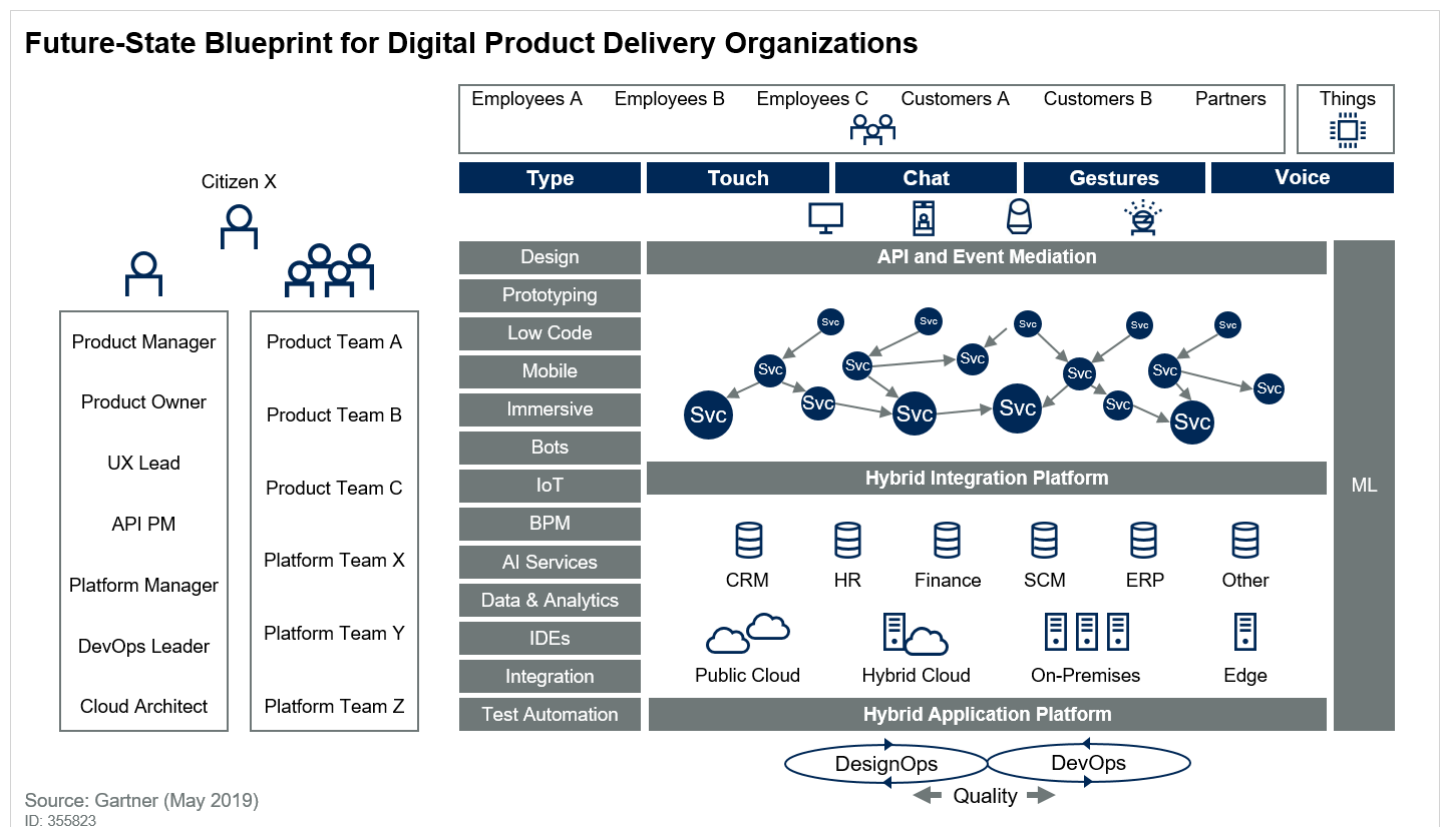 Future-State Blueprint for Digital Product Delivery Organizations
Employees A Employees B Employees C Customers A Customers B Partners
Things
Citizen X
Type Touch Chat Gestures Voice
Product Manager
Product Owner
UX Lead
API PM
Platform Manager
DevOps Leader
Cloud Architect
Product Team A
Product Team B
Product Team C
Platform Team X
Platform Team Y
Platform Team Z
Design
Prototyping
Low Code
Mobile
Immersive
Bots
IoT
BPM
AI Services
Data & Analytics
IDEs
Integration
Test Automation
API and Event Mediation
Svc Svc Svc Svc Svc
Svc Svc Svc Svc Svc
Svc Svc Svc Svc Svc Svc Svc
Hybrid Integration Platform
CRM HR Finance SCM ERP Other
Public Cloud Hybrid Cloud On-Premises Edge
Hybrid Application Platform
ML
DesignOps DevOps
Quality
Source: Gartner (May 2019)
ID: 355823